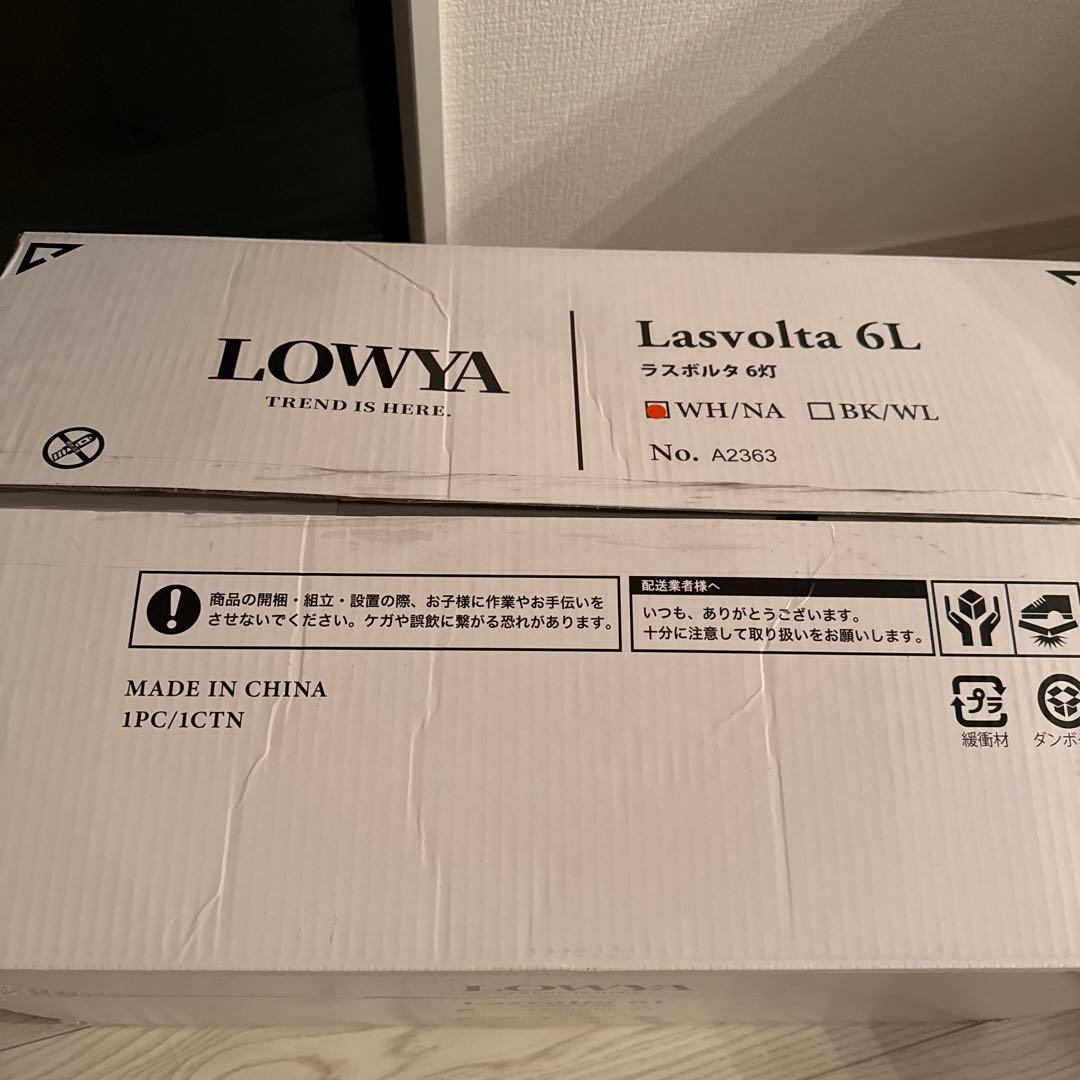 LOWYA
TREND IS HERE.
Lasvolta 6L
ラスボルタ 6灯
WH/NA BK/WL
No. A2363
商品の開梱・組立・設置の際、お子様に作業やお手伝いを
させないでください。ケガや誤飲に繋がる恐れがあります。
配送業者様へ
いつも、ありがとうございます。
十分に注意して取り扱いをお願いします。
MADE IN CHINA
1PC/1CTN
プラ
緩衝材
ダンボー
LOWYA
Lasvolta 6L